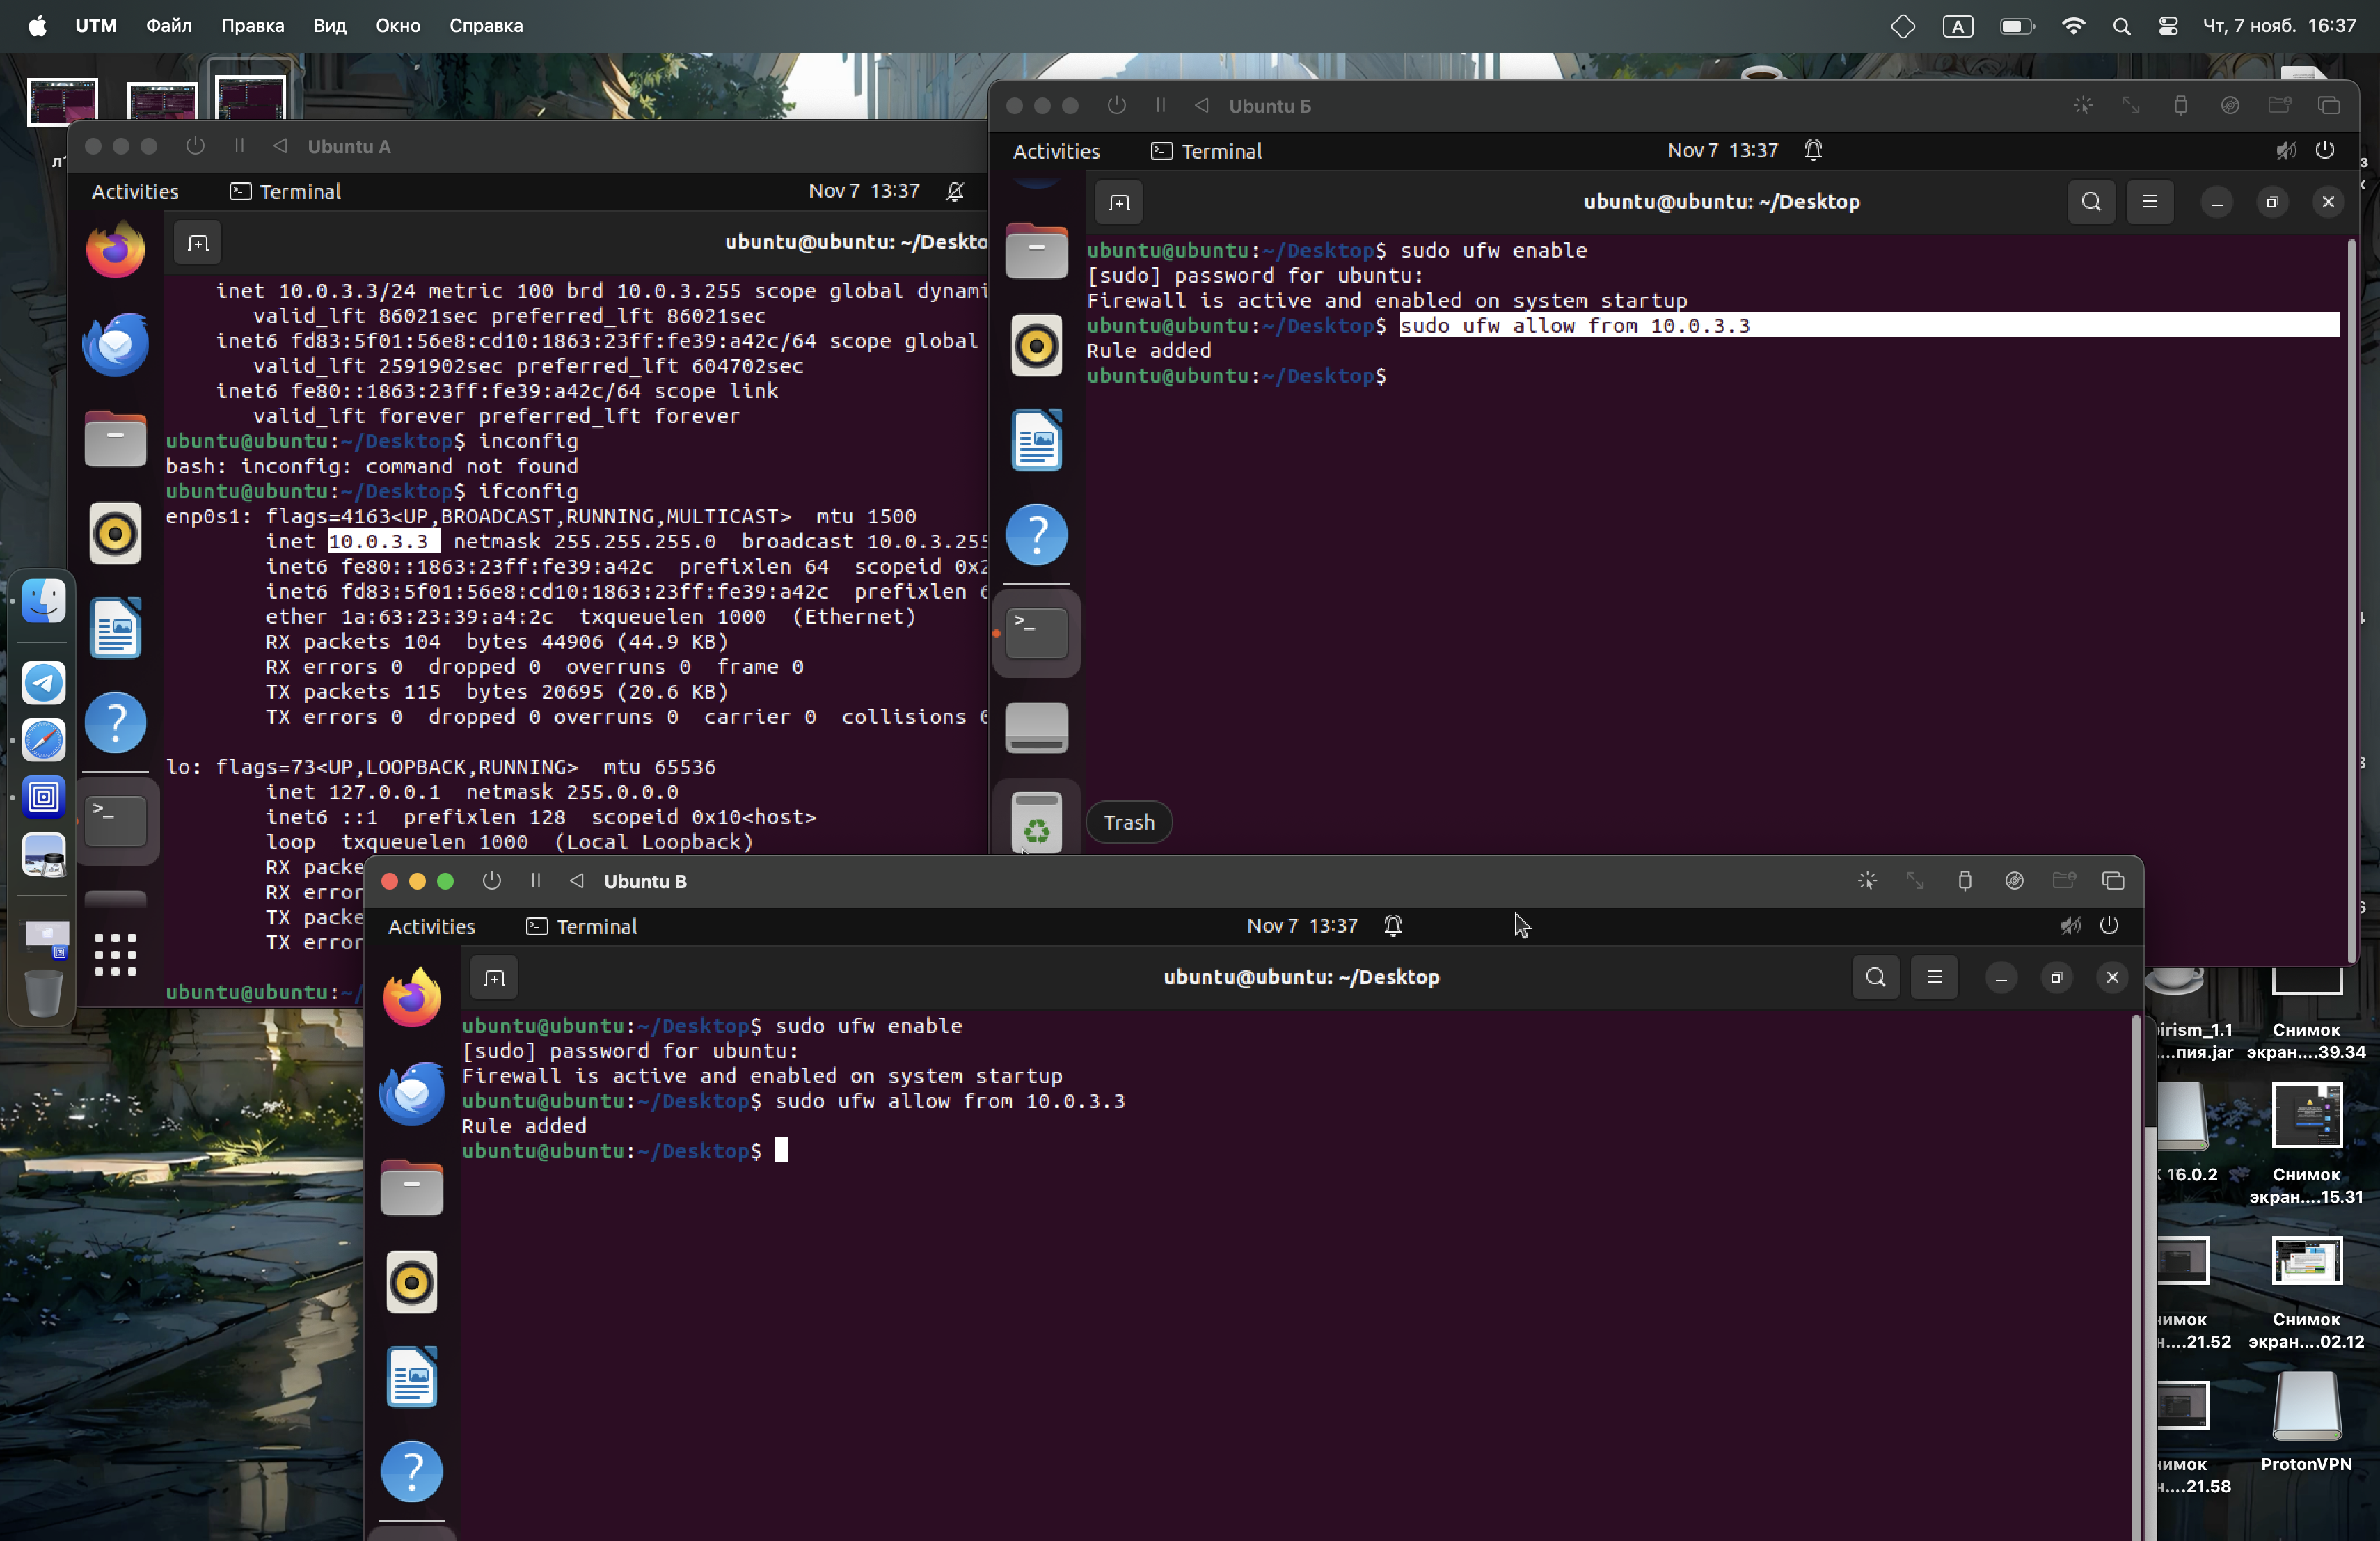 UTM Файл Правка Вид Окно Справка
A Чт, 7 нояб. 16:37
Ubuntu A
Activities Terminal Nov 7 13:37
ubuntu@ubuntu: ~/Deskto
inet 10.0.3.3/24 metric 100 brd 10.0.3.255 scope global dynami
valid_lft 86021sec preferred_lft 86021sec
inet6 fd83:5f01:56e8:cd10:1863:23ff:fe39:a42c/64 scope global
valid_lft 2591902sec preferred_lft 604702sec
inet6 fe80::1863:23ff:fe39:a42c/64 scope link
valid_lft forever preferred_lft forever
ubuntu@ubuntu:~/Desktop$ inconfig
bash: inconfig: command not found
ubuntu@ubuntu:~/Desktop$ ifconfig
enp0s1: flags=4163<UP,BROADCAST,RUNNING,MULTICAST> mtu 1500
inet 10.0.3.3 netmask 255.255.255.0 broadcast 10.0.3.255
inet6 fe80::1863:23ff:fe39:a42c prefixlen 64 scopeid 0x2
inet6 fd83:5f01:56e8:cd10:1863:23ff:fe39:a42c prefixlen 6
ether 1a:63:23:39:a4:2c txqueuelen 1000 (Ethernet)
RX packets 104 bytes 44906 (44.9 KB)
RX errors 0 dropped 0 overruns 0 frame 0
TX packets 115 bytes 20695 (20.6 KB)
TX errors 0 dropped 0 overruns 0 carrier 0 collisions 0
lo: flags=73<UP,LOOPBACK,RUNNING> mtu 65536
inet 127.0.0.1 netmask 255.0.0.0
inet6 ::1 prefixlen 128 scopeid 0x10<host>
loop txqueuelen 1000 (Local Loopback)
RX packe
RX error
TX packe
TX error
ubuntu@ubuntu:~/
Ubuntu Б
Activities Terminal Nov 7 13:37
ubuntu@ubuntu: ~/Desktop
ubuntu@ubuntu:~/Desktop$ sudo ufw enable
[sudo] password for ubuntu:
Firewall is active and enabled on system startup
ubuntu@ubuntu:~/Desktop$ sudo ufw allow from 10.0.3.3
Rule added
ubuntu@ubuntu:~/Desktop$
Trash
Ubuntu В
Activities Terminal Nov 7 13:37
ubuntu@ubuntu: ~/Desktop
ubuntu@ubuntu:~/Desktop$ sudo ufw enable
[sudo] password for ubuntu:
Firewall is active and enabled on system startup
ubuntu@ubuntu:~/Desktop$ sudo ufw allow from 10.0.3.3
Rule added
ubuntu@ubuntu:~/Desktop$
irism_1.1
...пия.jar
Снимок
экран....39.34
16.0.2
Снимок
экран....15.31
имок
н....21.52
Снимок
экран....02.12
имок
н....21.58
ProtonVPN